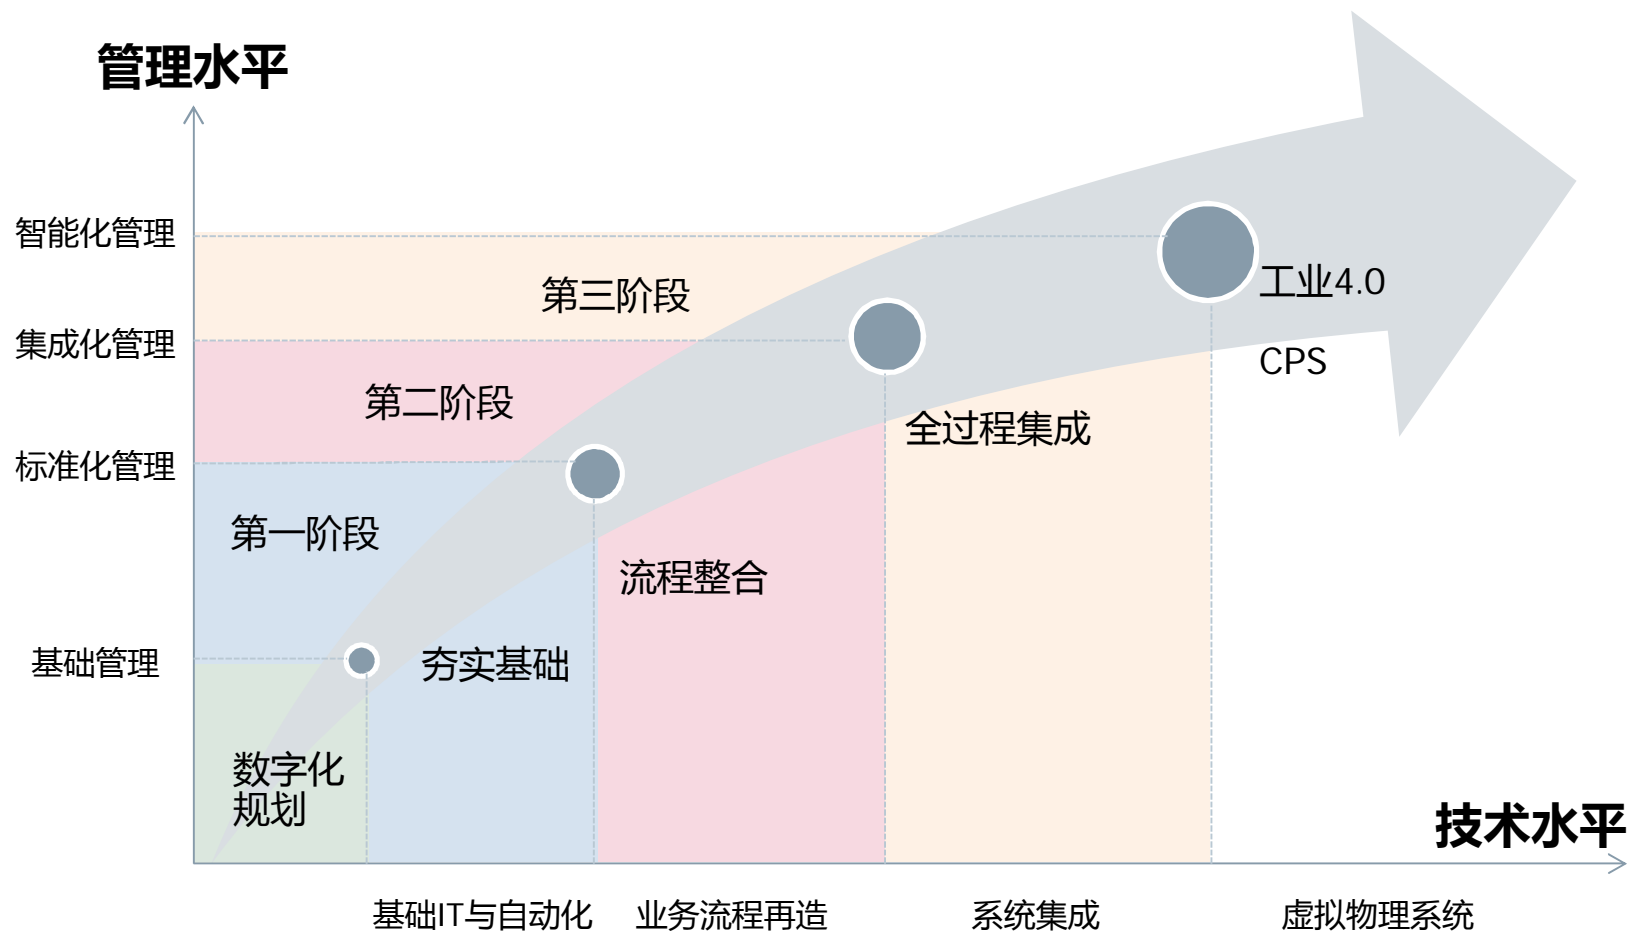 管理水平
智能化管理
第三阶段
工业4.0
集成化管理
CPS
第二阶段
全过程集成
标准化管理
第一阶段
流程整合
基础管理
夯实基础
数字化
规划
技术水平
基础IT与自动化
业务流程再造
系统集成
虚拟物理系统